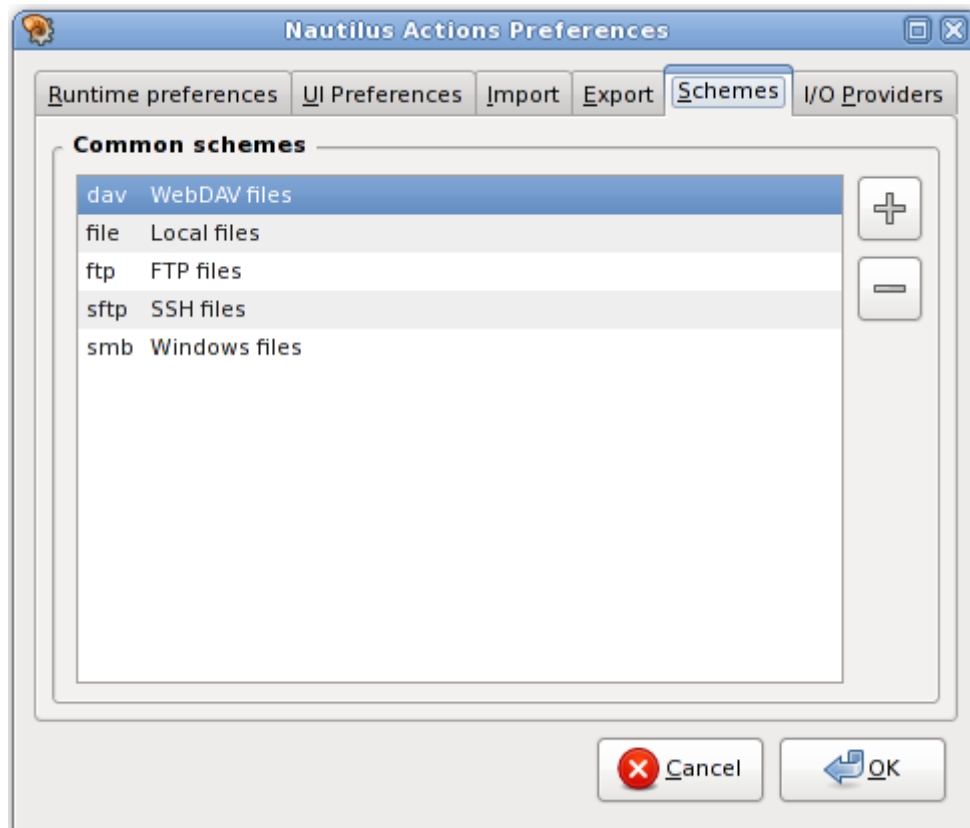 Nautilus Actions Preferences
Runtime preferences UI Preferences Import Export Schemes I/O Providers
Common schemes
dav WebDAV files
file Local files
ftp FTP files
sftp SSH files
smb Windows files
Cancel OK